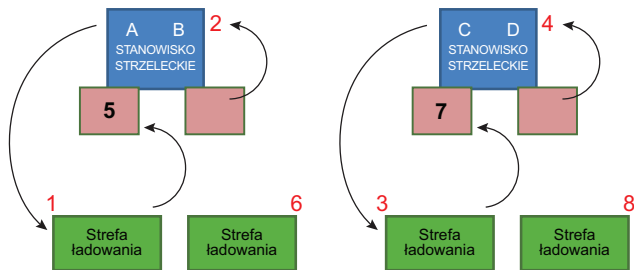 A B 2
STANOWISKO
STRZELECKIE
5
1 6
Strefa
ładowania
Strefa
ładowania
C D 4
STANOWISKO
STRZELECKIE
7
3 8
Strefa
ładowania
Strefa
ładowania